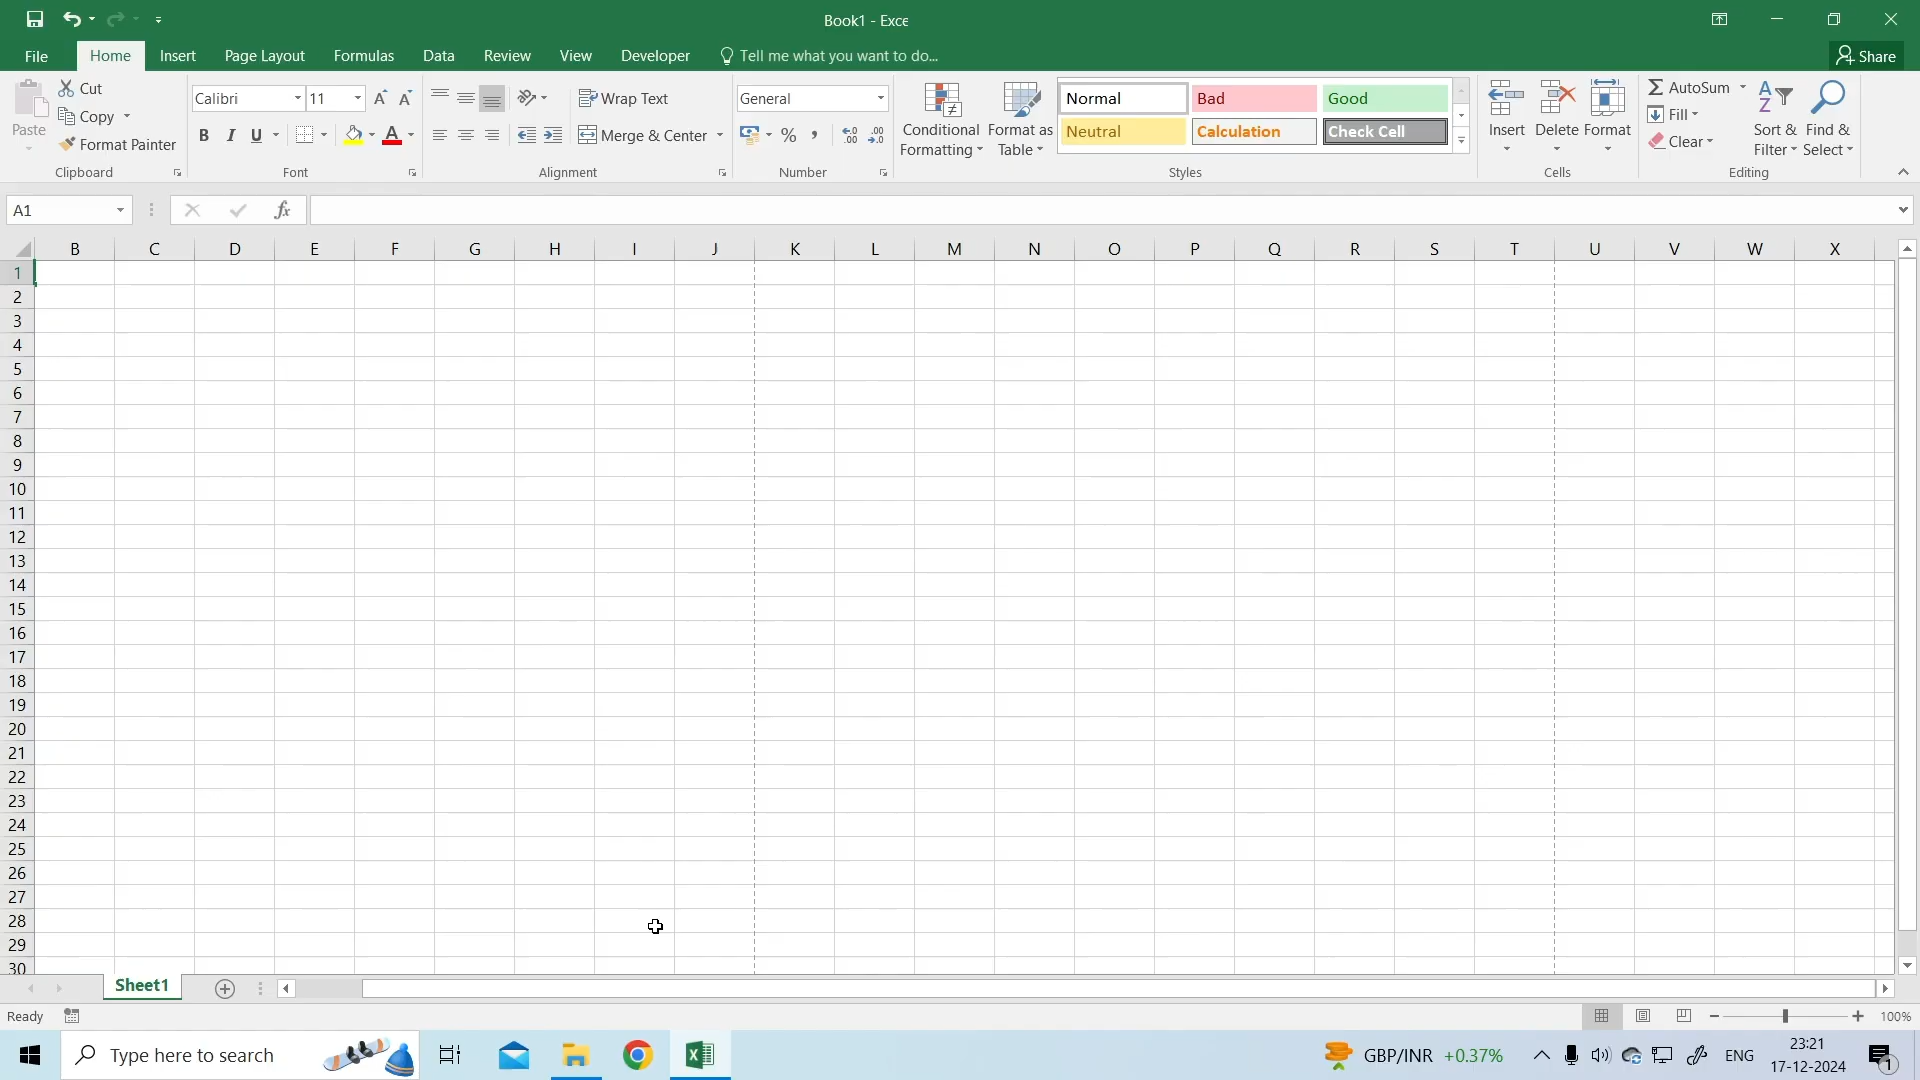 Book1 - Exce
File Home Insert Page Layout Formulas Data Review View Developer Tell me what you want to do... Share
Paste Cut Copy Format Painter Clipboard
Calibri 11 B I U A Font
Wrap Text Merge & Center Alignment
General % , Number
Conditional Formatting Format as Table
Normal Bad Good
Neutral Calculation Check Cell
Styles
Insert Delete Format Cells
AutoSum Fill Clear Sort & Filter Find & Select Editing
A1 fx
B C D E F G H I J K L M N O P Q R S T U V W X
1
2
3
4
5
6
7
8
9
10
11
12
13
14
15
16
17
18
19
20
21
22
23
24
25
26
27
28
29
30
Sheet1
Ready 100%
Type here to search GBP/INR +0.37% ENG 23:21
17-12-2024 1